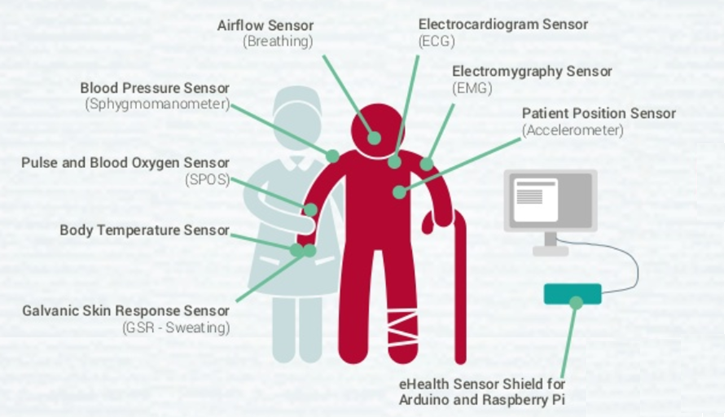 Airflow Sensor
(Breathing)
Electrocardiogram Sensor
(ECG)
Electromygraphy Sensor
(EMG)
Blood Pressure Sensor
(Sphygmomanometer)
Patient Position Sensor
(Accelerometer)
Pulse and Blood Oxygen Sensor
(SPOS)
Body Temperature Sensor
Galvanic Skin Response Sensor
(GSR - Sweating)
eHealth Sensor Shield for
Arduino and Raspberry Pi